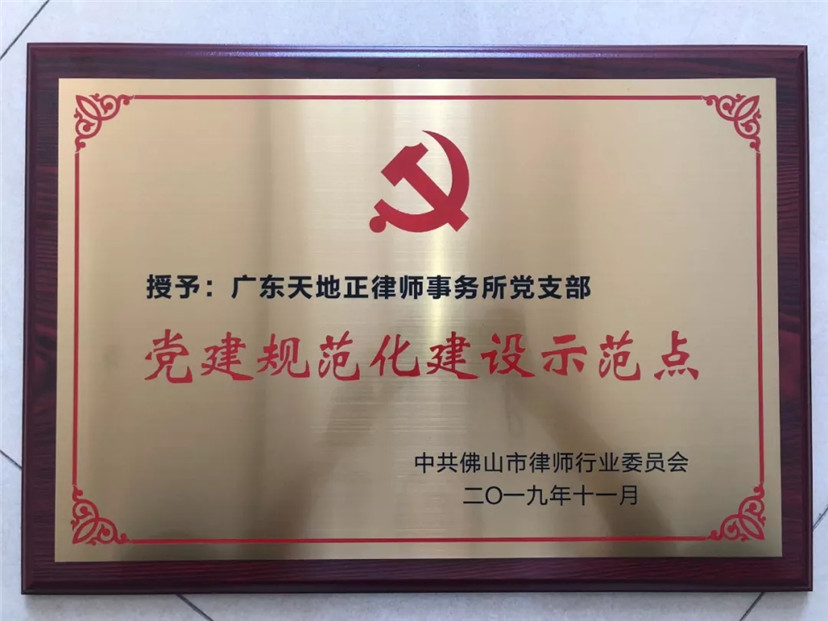 授予：广东天地正律师事务所党支部
党建规范化建设示范点
中共佛山市律师行业委员会
二〇一九年十一月